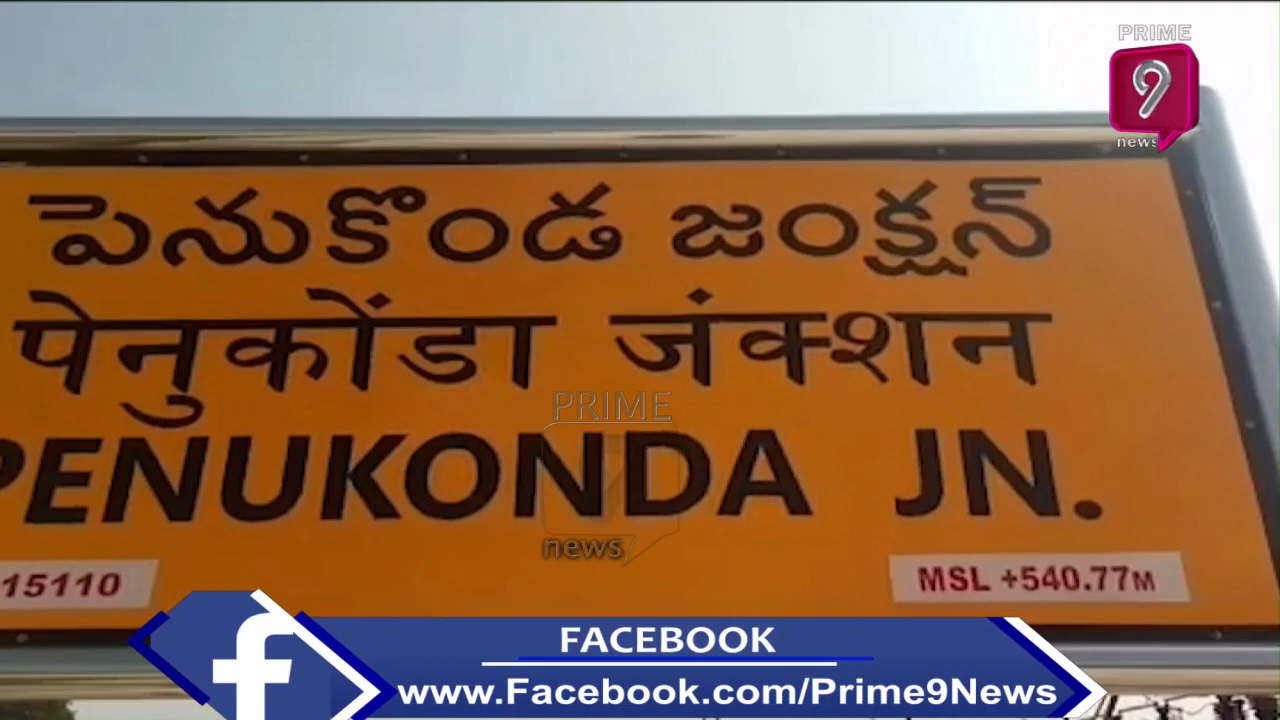 PRIME
9
news
పెనుకొండ జంక్షన్
पेनुकोंडा जंक्शन
PENUKONDA JN.
PRIME
news
15110
MSL +540.77M
FACEBOOK
www.Facebook.com/Prime9News